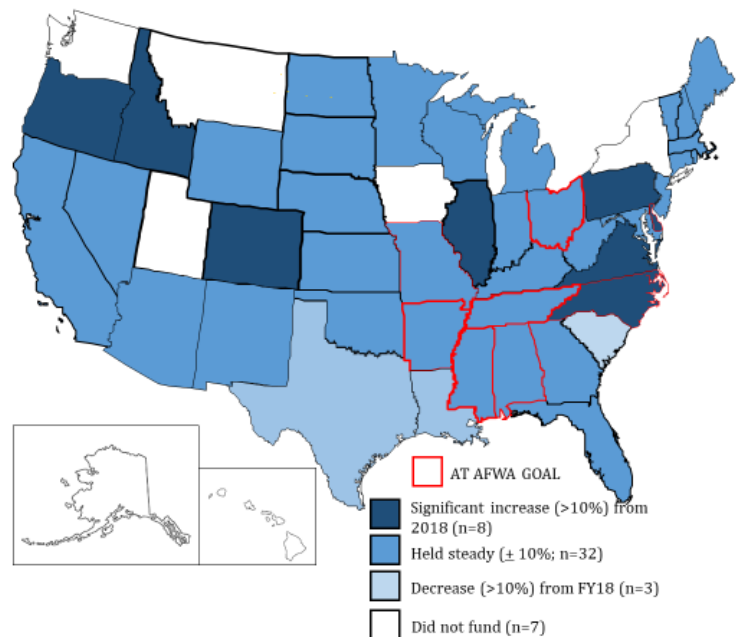 AT AFWA GOAL
Significant increase (>10%) from
2018 (n=8)
Held steady (± 10%; n=32)
Decrease (>10%) from FY18 (n=3)
Did not fund (n=7)